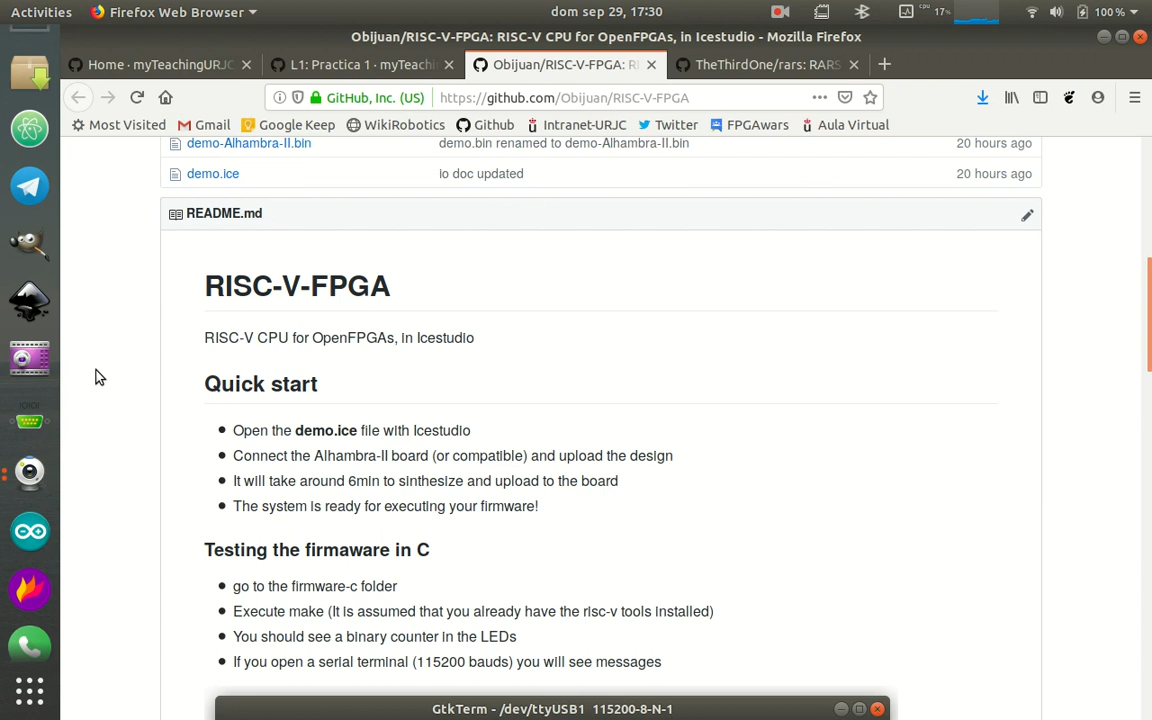 Activities Firefox Web Browser dom sep 29, 17:30 cpu 17% 100%
Obijuan/RISC-V-FPGA: RISC-V CPU for OpenFPGAs, in Icestudio - Mozilla Firefox
Home · myTeachingURJC L1: Practica 1 · myTeachin Obijuan/RISC-V-FPGA: RI TheThirdOne/rars: RARS
GitHub, Inc. (US) https://github.com/Obijuan/RISC-V-FPGA
Most Visited Gmail Google Keep WikiRobotics Github Intranet-URJC Twitter FPGAwars Aula Virtual
demo-Alhambra-II.bin demo.bin renamed to demo-Alhambra-II.bin 20 hours ago
demo.ice io doc updated 20 hours ago
README.md
RISC-V-FPGA
RISC-V CPU for OpenFPGAs, in Icestudio
Quick start
Open the demo.ice file with Icestudio
Connect the Alhambra-II board (or compatible) and upload the design
It will take around 6min to sinthesize and upload to the board
The system is ready for executing your firmware!
Testing the firmaware in C
go to the firmware-c folder
Execute make (It is assumed that you already have the risc-v tools installed)
You should see a binary counter in the LEDs
If you open a serial terminal (115200 bauds) you will see messages
GtkTerm - /dev/ttyUSB1 115200-8-N-1